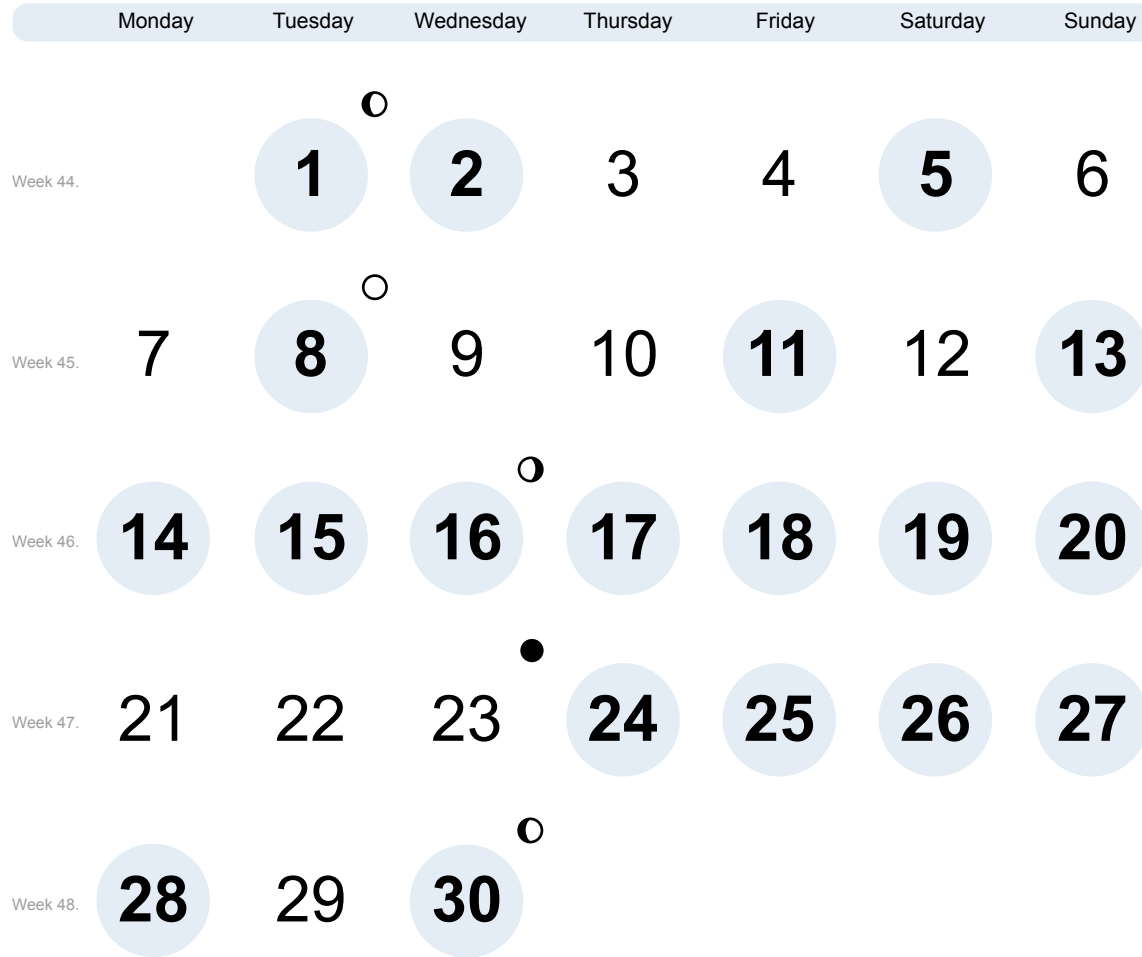 Monday Tuesday Wednesday Thursday Friday Saturday Sunday
Week 44. 1 2 3 4 5 6
Week 45. 7 8 9 10 11 12 13
Week 46. 14 15 16 17 18 19 20
Week 47. 21 22 23 24 25 26 27
Week 48. 28 29 30